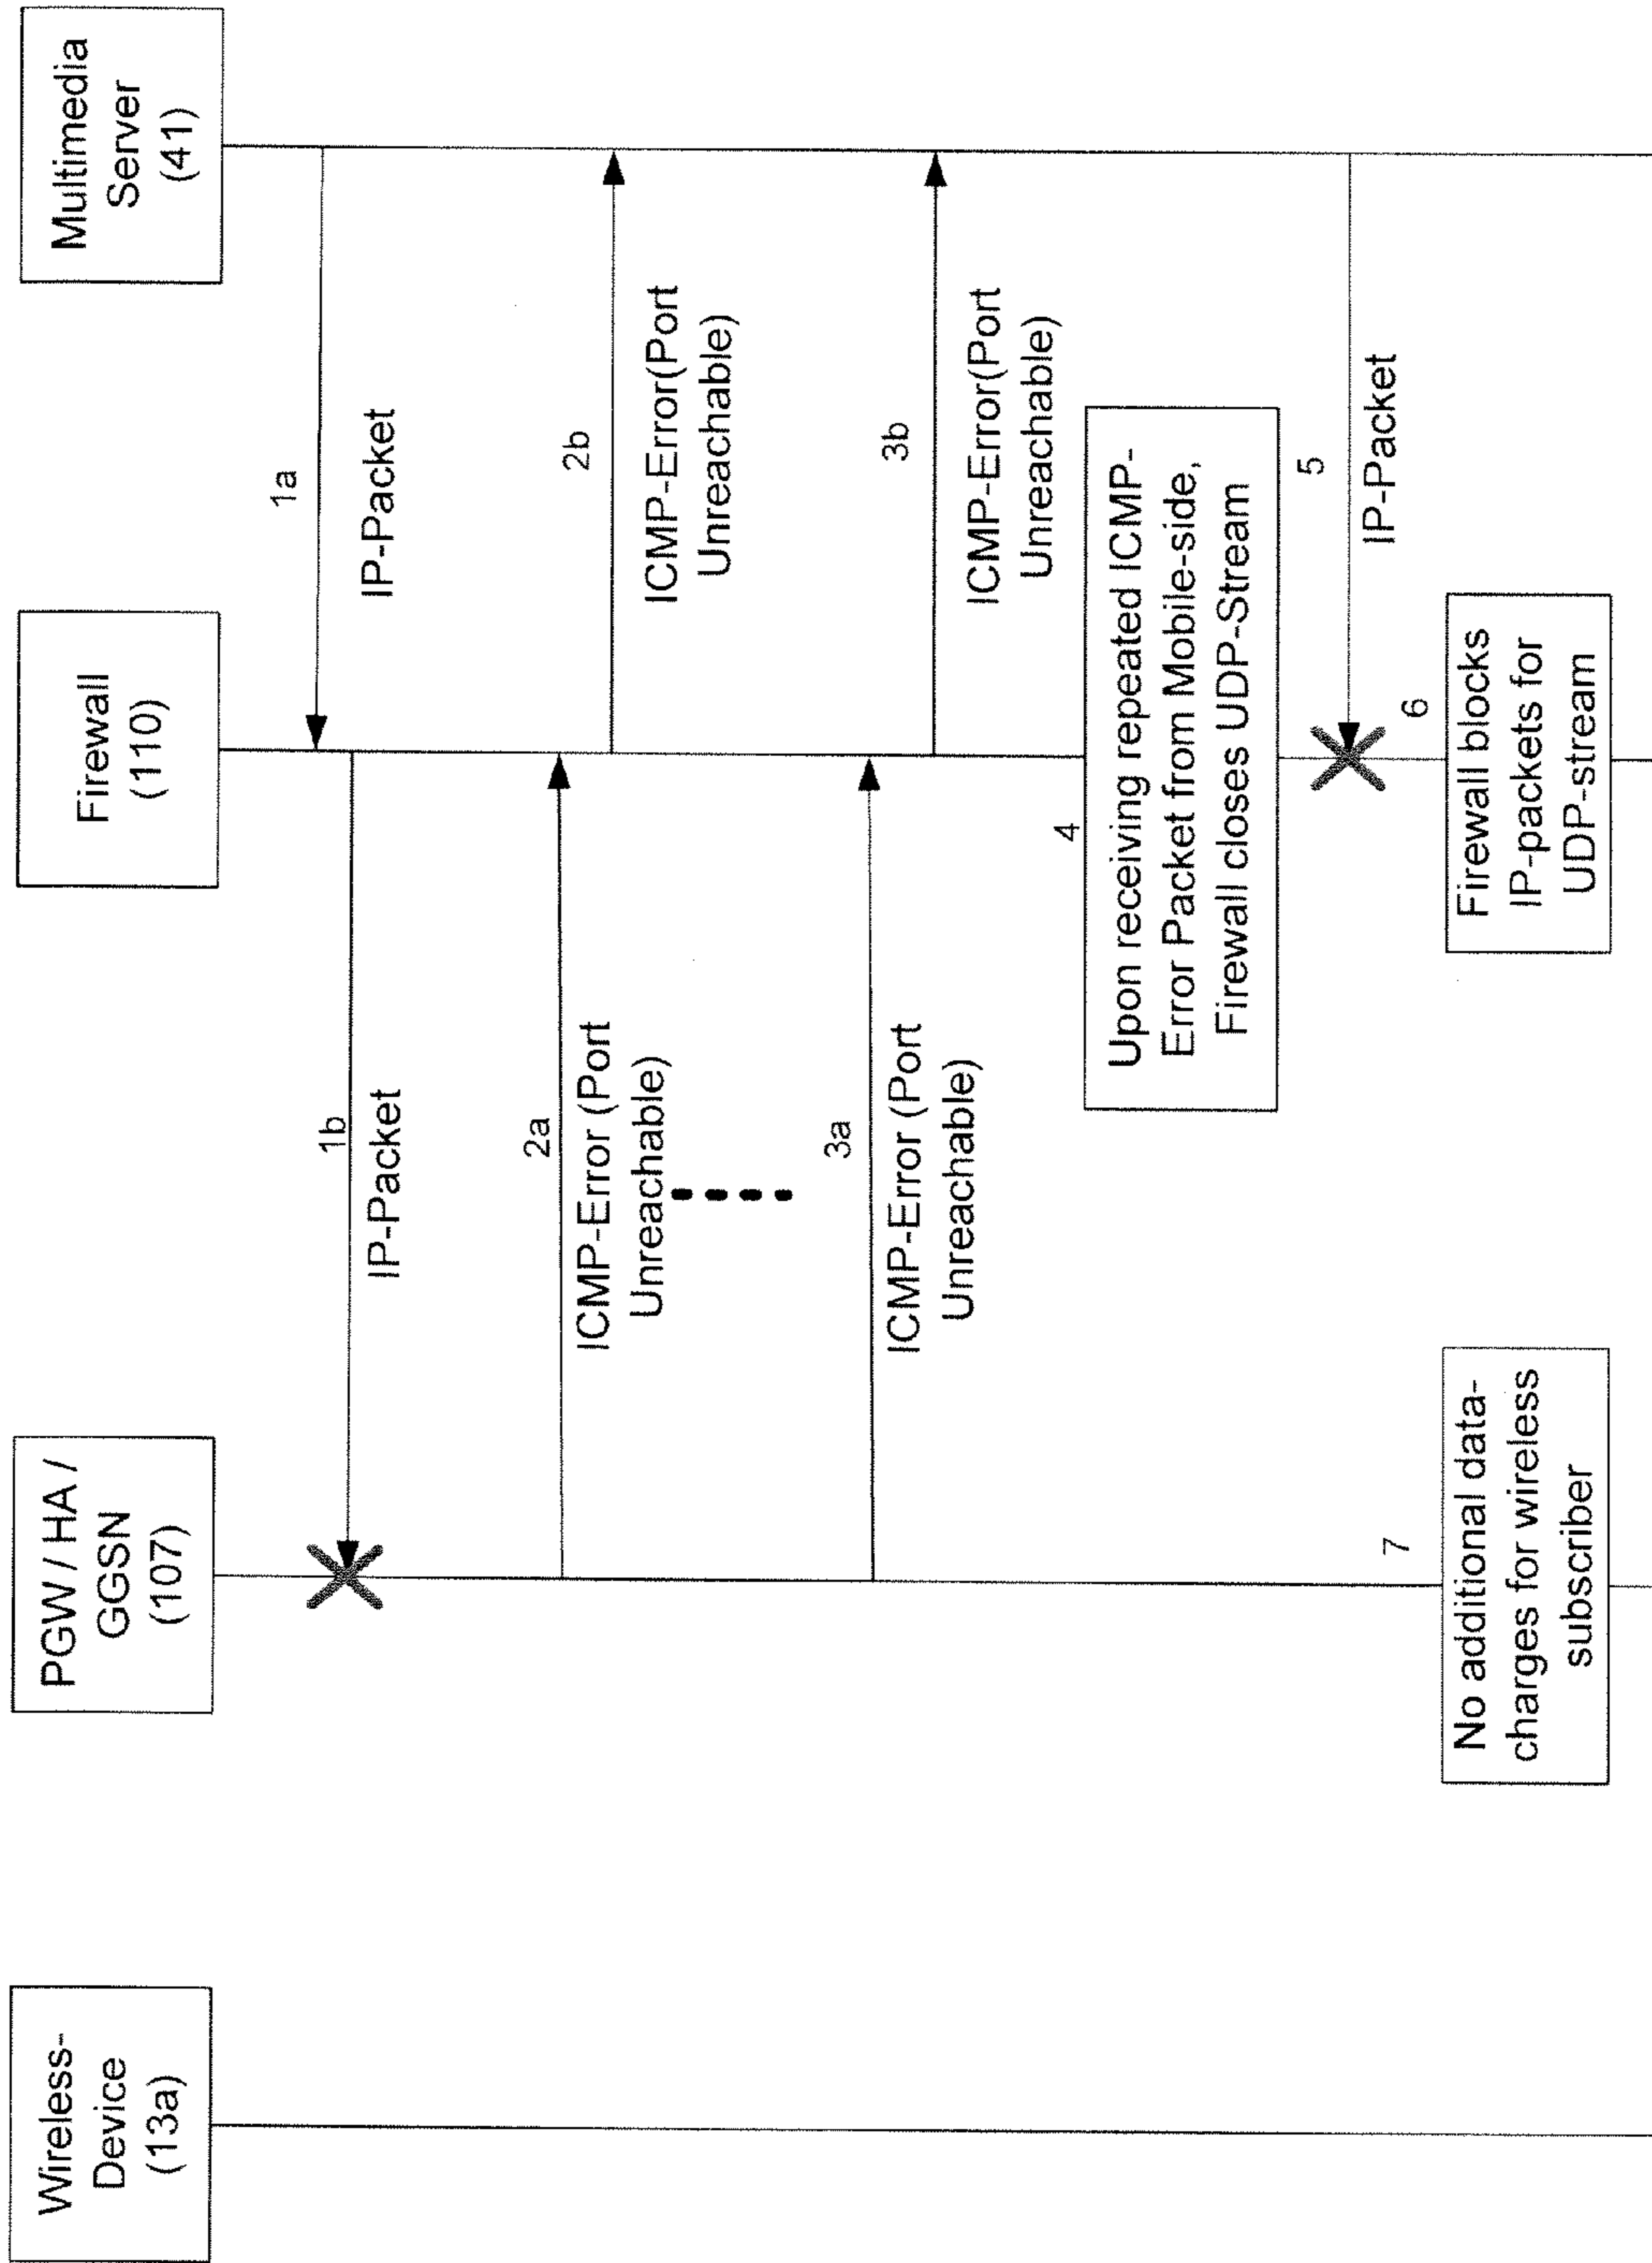 Wireless-
Device
(13a)
PGW / HA /
GGSN
(107)
Firewall
(110)
Multimedia
Server
(41)
1a
IP-Packet
1b
IP-Packet
2a
ICMP-Error (Port
Unreachable)
2b
ICMP-Error(Port
Unreachable)
3a
ICMP-Error (Port
Unreachable)
3b
ICMP-Error(Port
Unreachable)
4
Upon receiving repeated ICMP-
Error Packet from Mobile-side,
Firewall closes UDP-Stream
5
IP-Packet
6
Firewall blocks
IP-packets for
UDP-stream
7
No additional data-
charges for wireless
subscriber